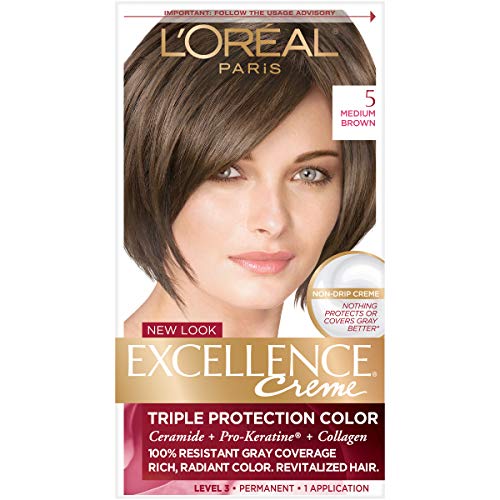 IMPORTANT: FOLLOW THE USAGE ADVISORY
L'ORÉAL
PARIS
5
MEDIUM
BROWN
NON-DRIP CREME
NOTHING
PROTECTS OR
COVERS GRAY
BETTER*
NEW LOOK
EXCELLENCE®
Creme
TRIPLE PROTECTION COLOR
Ceramide + Pro-Keratine® + Collagen
100% RESISTANT GRAY COVERAGE
RICH, RADIANT COLOR. REVITALIZED HAIR.
LEVEL 3 • PERMANENT • 1 APPLICATION